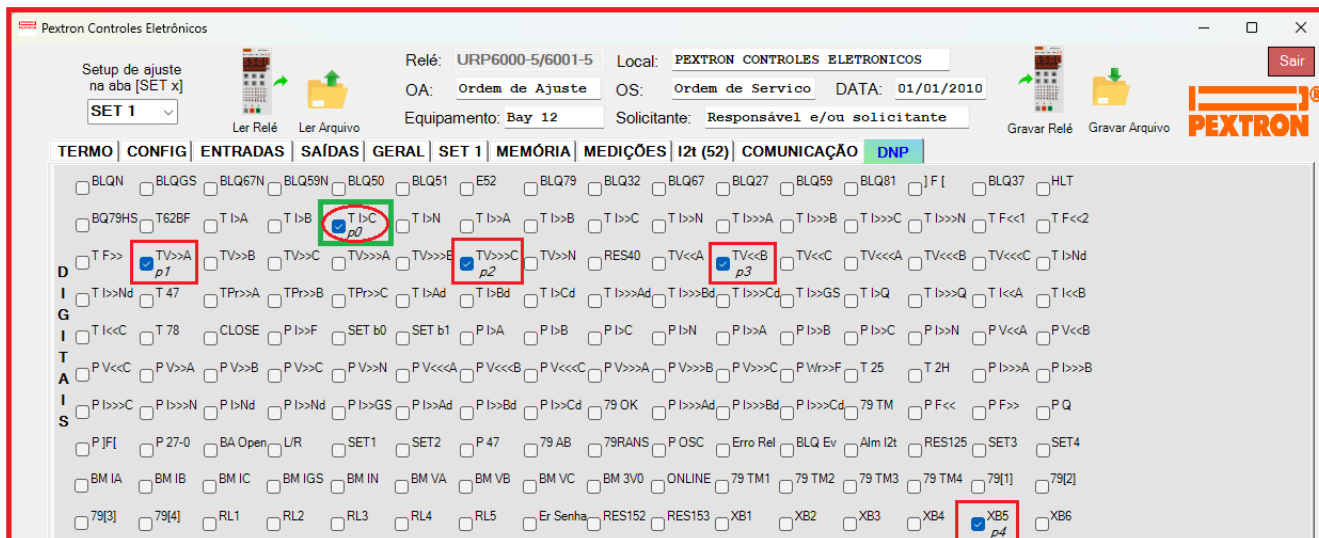 PEXTRON Pextron Controles Eletrônicos
Setup de ajuste na aba [SET x]
SET 1
Ler Relé Ler Arquivo
Relé: URP6000-5/6001-5 Local: PEXTRON CONTROLES ELETRONICOS
OA: Ordem de Ajuste OS: Ordem de Servico DATA: 01/01/2010
Equipamento: Bay 12 Solicitante: Responsável e/ou solicitante
Gravar Relé Gravar Arquivo
Sair
PEXTRON ®
TERMO CONFIG ENTRADAS SAÍDAS GERAL SET 1 MEMÓRIA MEDIÇÕES I2t (52) COMUNICAÇÃO DNP
DIGITAIS
BLQN BLQGS BLQ67N BLQ59N BLQ50 BLQ51 E52 BLQ79 BLQ32 BLQ67 BLQ27 BLQ59 BLQ81 ] F [ BLQ37 HLT
BQ79HS T62BF T I>A T I>B T I>C T I>N T I>>A T I>>B T I>>C T I>>N T I>>>A T I>>>B T I>>>C T I>>>N T F<<1 T F<<2
p0
T F>> TV>>A TV>>B TV>>C TV>>>A TV>>>B TV>>>C TV>>N RES40 TV<<A TV<<B TV<<C TV<<<A TV<<<B TV<<<C T I>Nd
p1 p2 p3
T I>>Nd T 47 TPr>>A TPr>>B TPr>>C T I>Ad T I>Bd T I>Cd T I>>>Ad T I>>>Bd T I>>>Cd T I>>GS T I>Q T I>>>Q T I<<A T I<<B
T I<<C T 78 CLOSE P I>>F SET b0 SET b1 P I>A P I>B P I>C P I>N P I>>A P I>>B P I>>C P I>>N P V<<A P V<<B
P V<<C P V>>A P V>>B P V>>C P V>>N P V<<<A P V<<<B P V<<<C P V>>>A P V>>>B P V>>>C P Wr>>F T 25 T 2H P I>>>A P I>>>B
P I>>>C P I>>>N P I>Nd P I>>Nd P I>>GS P I>>Ad P I>>Bd P I>>Cd 79 OK P I>>>Ad P I>>>Bd P I>>>Cd 79 TM P F<< P F>> P Q
P ]F[ P 27-0 BA Open L/R SET1 SET2 P 47 79 AB 79RANS P OSC Erro Rel BLQ Ev Alm I2t RES125 SET3 SET4
BM IA BM IB BM IC BM IGS BM IN BM VA BM VB BM VC BM 3V0 ONLINE 79 TM1 79 TM2 79 TM3 79 TM4 79[1] 79[2]
79[3] 79[4] RL1 RL2 RL3 RL4 RL5 Er Senha RES152 RES153 XB1 XB2 XB3 XB4 XB5 XB6
p4